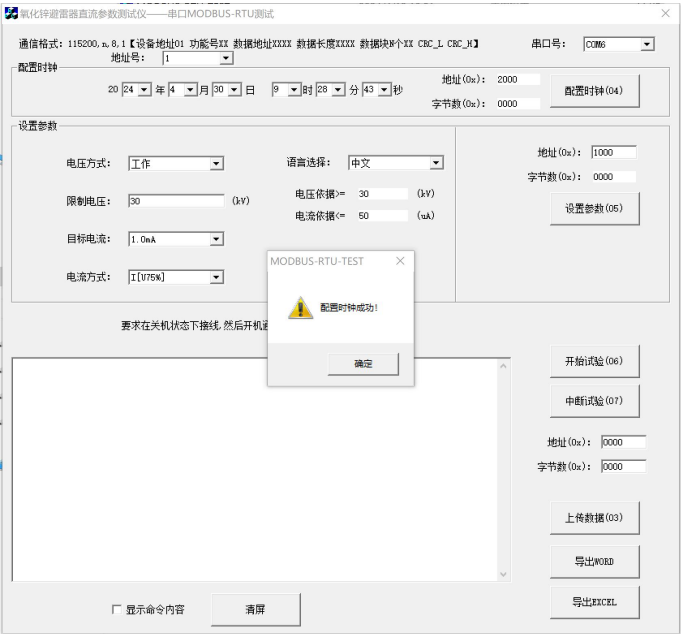 氧化锌避雷器直流参数测试仪——串口MODBUS-RTU测试
通信格式: 115200,n,8,1【设备地址01 功能号XX 数据地址XXXX 数据长度XXXX 数据块N个XX CRC_L CRC_H】
串口号: COM6
地址号: 1
配置时钟
20 24 年 4 月 30 日 9 时 28 分 43 秒
地址(0x): 2000
字节数(0x): 0000
配置时钟(04)
设置参数
电压方式: 工作
语言选择: 中文
地址(0x): 1000
字节数(0x): 0000
限制电压: 30 (kV)
电压依据>= 30 (kV)
电流依据<= 50 (uA)
设置参数(05)
目标电流: 1.0mA
电流方式: I[U75%]
MODBUS-RTU-TEST
配置时钟成功!
确定
要求在关机状态下接线,然后开机
开始试验(06)
中断试验(07)
地址(0x): 0000
字节数(0x): 0000
上传数据(03)
导出WORD
导出EXCEL
显示命令内容
清屏